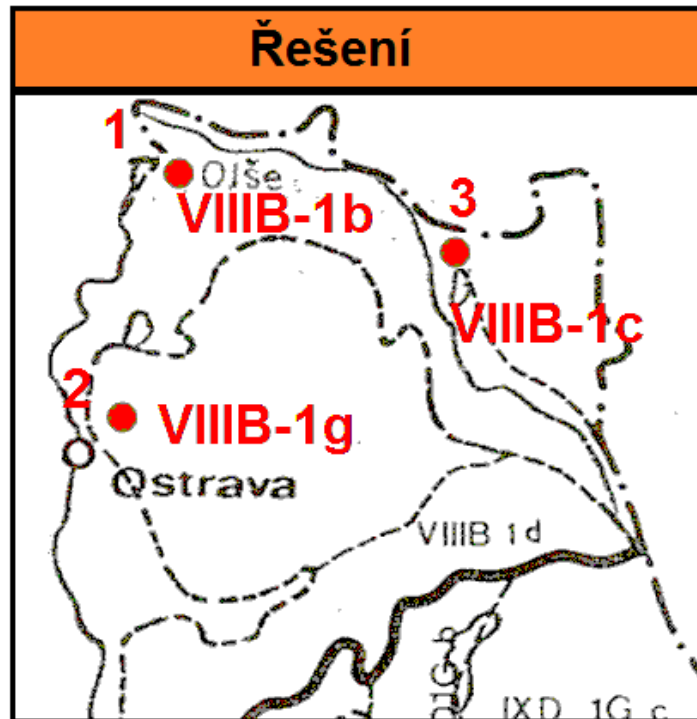 Řešení
1
Olše
VIIIB-1b
3
VIIIB-1c
2
VIIIB-1g
Ostrava
VIIIB 1d
IXD 1G c